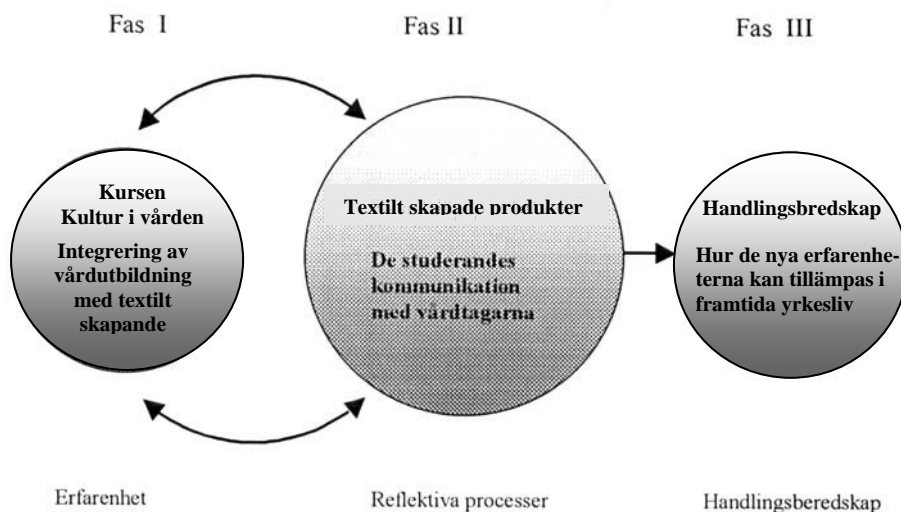 Fas I
Fas II
Fas III
Kursen
Kultur i vården
Integrering av
vårdutbildning
med textilt
skapande
Textilt skapade produkter
De studerandes
kommunikation
med vårdtagarna
Handlingsbredskap
Hur de nya erfarenhe-
terna kan tillämpas i
framtida yrkesliv
Erfarenhet
Reflektiva processer
Handlingsberedskap